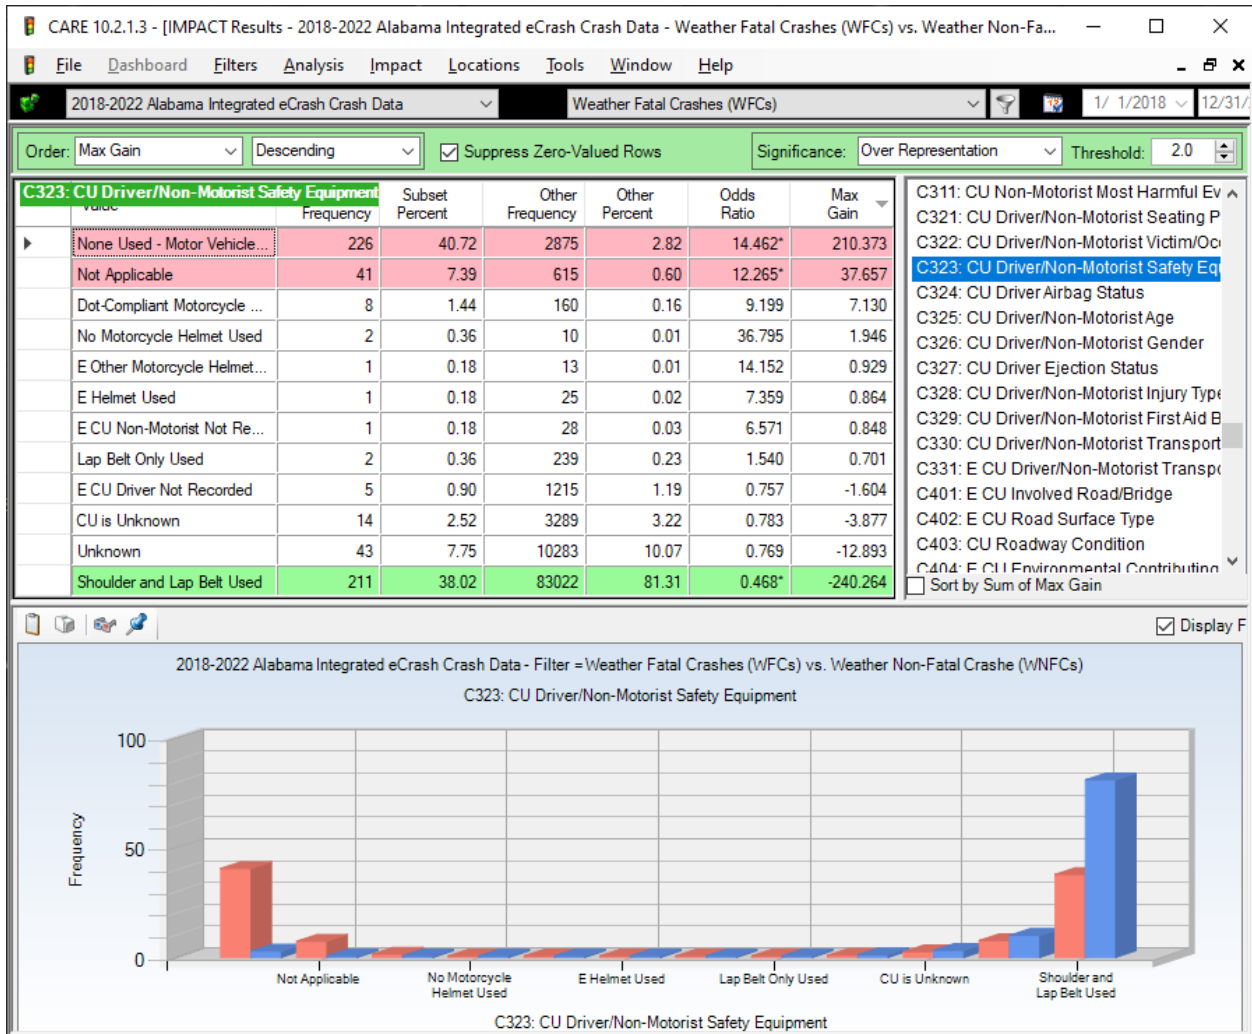 CARE 10.2.1.3 - [IMPACT Results - 2018-2022 Alabama Integrated eCrash Crash Data - Weather Fatal Crashes (WFCs) vs. Weather Non-Fa...
File Dashboard Filters Analysis Impact Locations Tools Window Help
2018-2022 Alabama Integrated eCrash Crash Data Weather Fatal Crashes (WFCs) 1/ 1/2018 12/31/
Order: Max Gain Descending Suppress Zero-Valued Rows Significance: Over Representation Threshold: 2.0
C323: CU Driver/Non-Motorist Safety Equipment
Frequency Subset Percent Other Frequency Other Percent Odds Ratio Max Gain
None Used - Motor Vehicle... 226 40.72 2875 2.82 14.462* 210.373
Not Applicable 41 7.39 615 0.60 12.265* 37.657
Dot-Compliant Motorcycle ... 8 1.44 160 0.16 9.199 7.130
No Motorcycle Helmet Used 2 0.36 10 0.01 36.795 1.946
E Other Motorcycle Helmet... 1 0.18 13 0.01 14.152 0.929
E Helmet Used 1 0.18 25 0.02 7.359 0.864
E CU Non-Motorist Not Re... 1 0.18 28 0.03 6.571 0.848
Lap Belt Only Used 2 0.36 239 0.23 1.540 0.701
E CU Driver Not Recorded 5 0.90 1215 1.19 0.757 -1.604
CU is Unknown 14 2.52 3289 3.22 0.783 -3.877
Unknown 43 7.75 10283 10.07 0.769 -12.893
Shoulder and Lap Belt Used 211 38.02 83022 81.31 0.468* -240.264
C311: CU Non-Motorist Most Harmful Ev
C321: CU Driver/Non-Motorist Seating P
C322: CU Driver/Non-Motorist Victim/Oc
C323: CU Driver/Non-Motorist Safety Eq
C324: CU Driver Airbag Status
C325: CU Driver/Non-Motorist Age
C326: CU Driver/Non-Motorist Gender
C327: CU Driver Ejection Status
C328: CU Driver/Non-Motorist Injury Type
C329: CU Driver/Non-Motorist First Aid B
C330: CU Driver/Non-Motorist Transport
C331: E CU Driver/Non-Motorist Transpo
C401: E CU Involved Road/Bridge
C402: E CU Road Surface Type
C403: CU Roadway Condition
C404: E CU Environmental Contributing
Sort by Sum of Max Gain
Display F
2018-2022 Alabama Integrated eCrash Crash Data - Filter = Weather Fatal Crashes (WFCs) vs. Weather Non-Fatal Crashe (WNFCs)
C323: CU Driver/Non-Motorist Safety Equipment
Frequency
100
50
0
Not Applicable
No Motorcycle
Helmet Used
E Helmet Used
Lap Belt Only Used
CU is Unknown
Shoulder and
Lap Belt Used
C323: CU Driver/Non-Motorist Safety Equipment